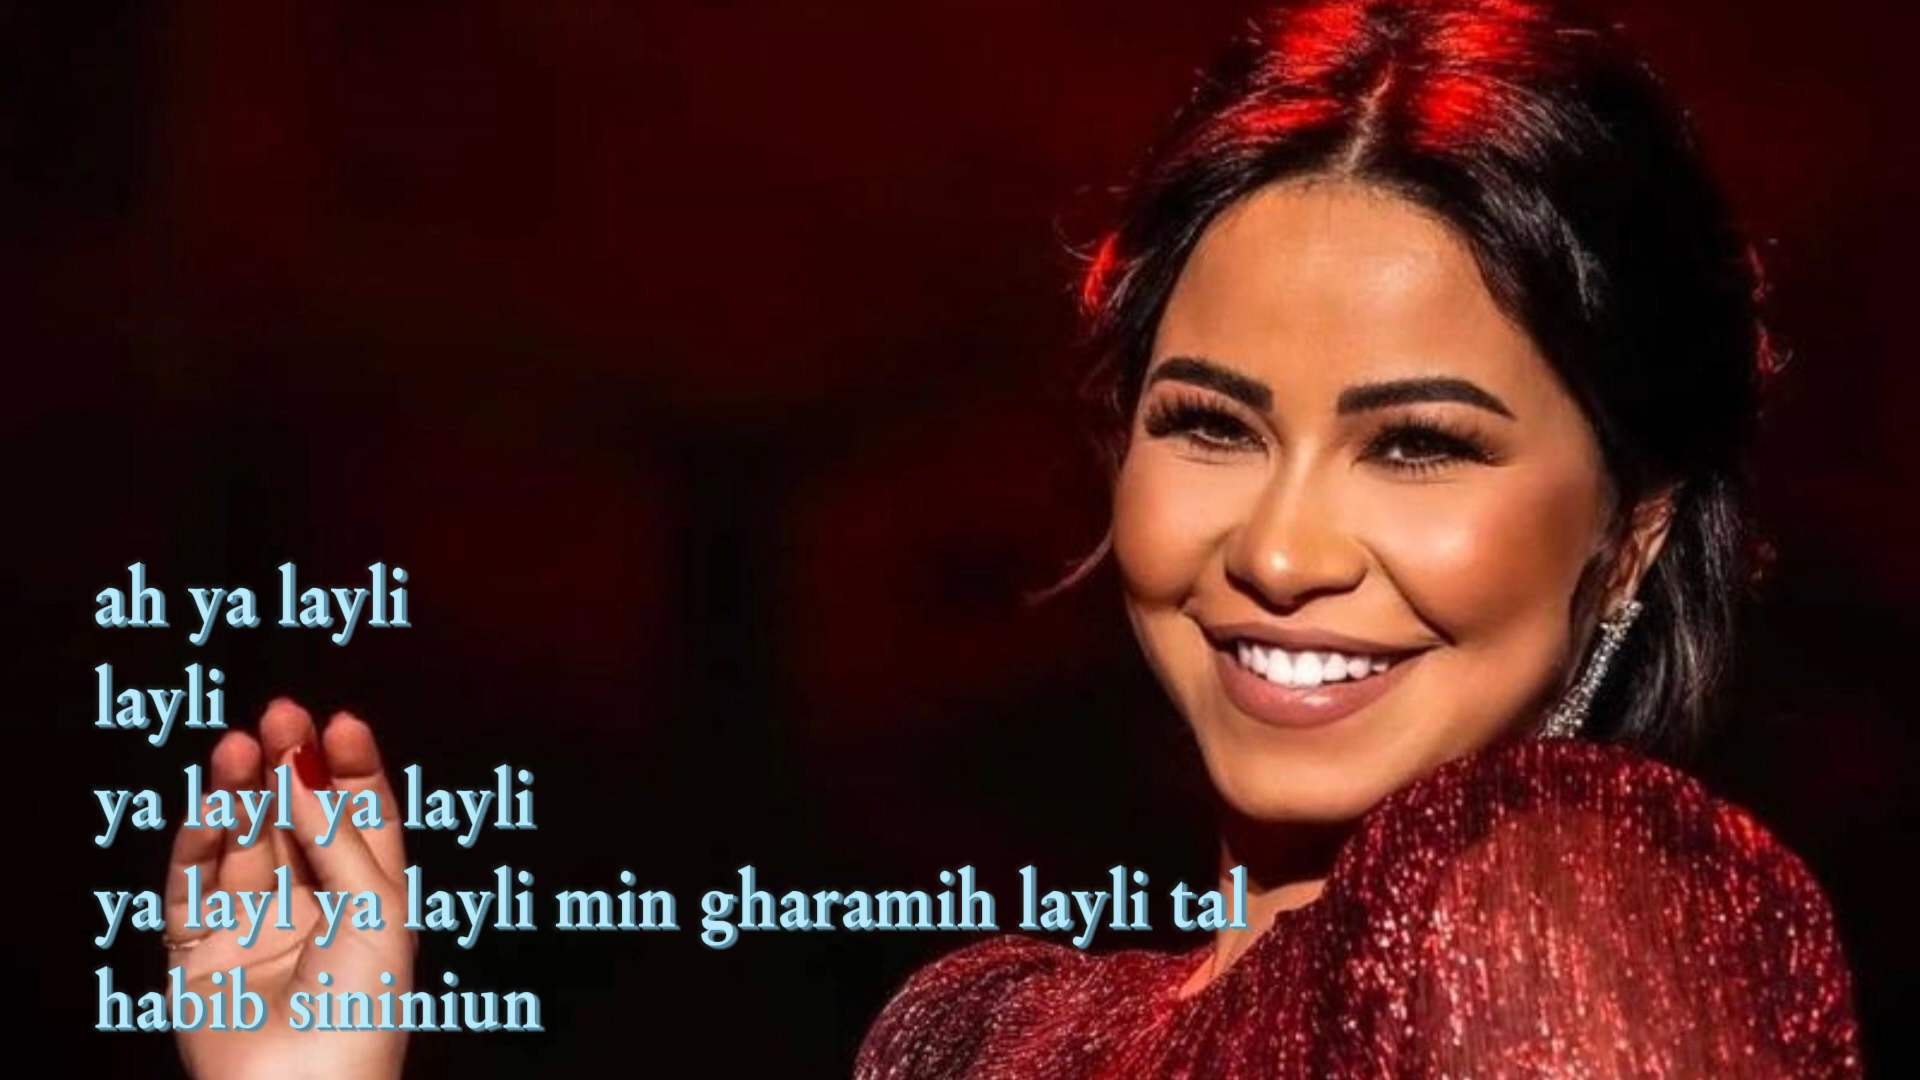 ah ya layli
layli
ya layl ya layli
ya layl ya layli min gharamih layli tal
habib sininiun